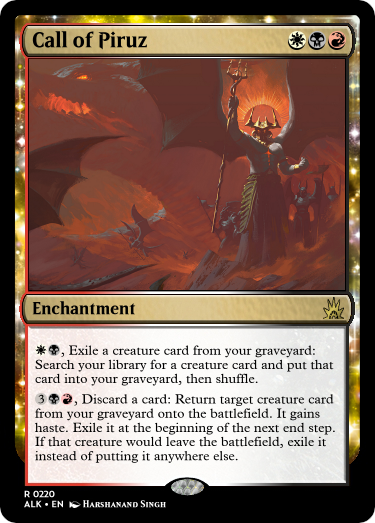 Call of Piruz
Enchantment
, Exile a creature card from your graveyard:
Search your library for a creature card and put that
card into your graveyard, then shuffle.
3, Discard a card: Return target creature card
from your graveyard onto the battlefield. It gains
haste. Exile it at the beginning of the next end step.
If that creature would leave the battlefield, exile it
instead of putting it anywhere else.
R 0220
ALK • EN Harshanand Singh